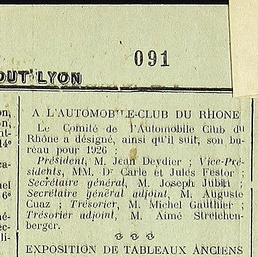 091
OUT LYON
A L'AUTOMOBILE-CLUB DU RHONE
Le Comité de l'Automobile Club du
Rhône a désigné, ainsi qu'il suit, son bu-
reau pour 1926 :
Président, M. Jean Deydier ; Vice-Pré-
sidents, MM. Dr Carle et Jules Festor ;
Secrétaire général, M. Joseph Jubin ;
Secrétaire général adjoint, M. Auguste
Cuaz ; Trésorier, M. Michel Gauthier ;
Trésorier adjoint, M. Aimé Streichen-
berger.
EXPOSITION DE TABLEAUX ANCIENS